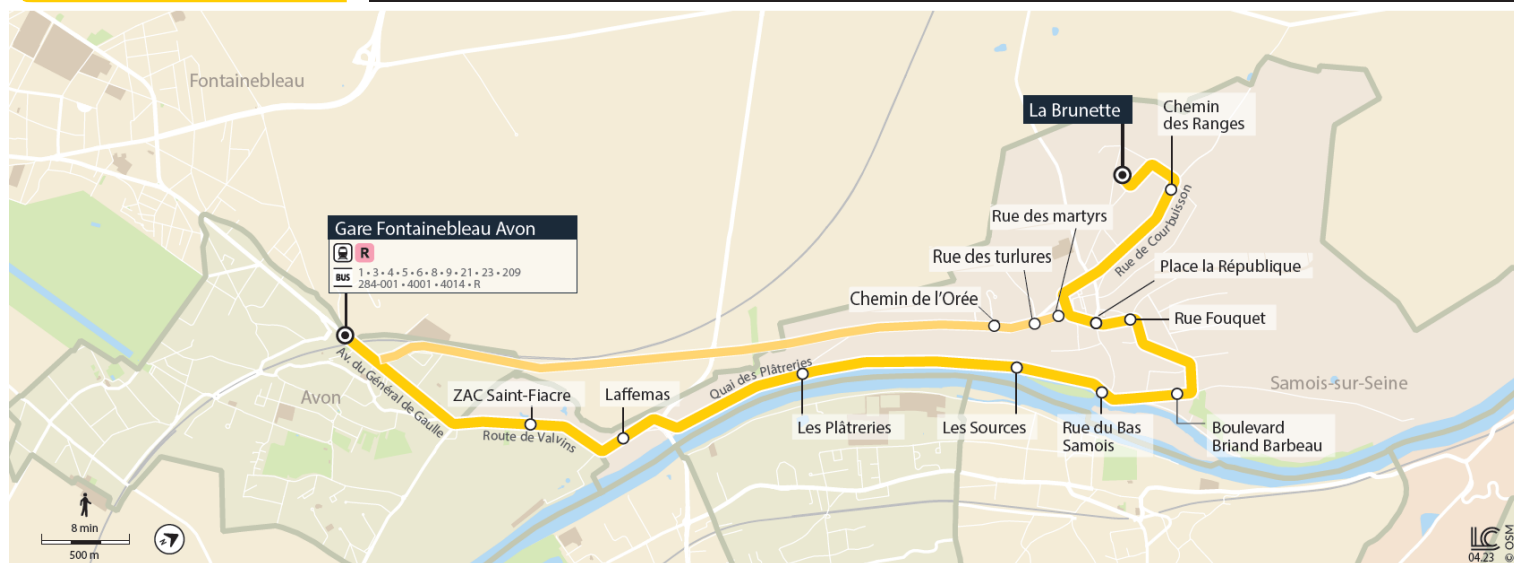 Fontainebleau
La Brunette
Chemin
des Ranges
Gare Fontainebleau Avon
R
BUS
1 • 3 • 4 • 5 • 6 • 8 • 9 • 21 • 23 • 209
284-001 • 4001 • 4014 • R
Rue des martyrs
Rue de Courbuisson
Rue des turlures
Place la République
Chemin de l'Orée
Rue Fouquet
Av. du Général de Gaulle
Avon
ZAC Saint-Fiacre
Laffemas
Quai des Plâtreries
Samois-sur-Seine
Route de Valvins
Les Plâtreries
Les Sources
Rue du Bas
Samois
Boulevard
Briand Barbeau
8 min
500 m
N
LC
04.23
© OSM